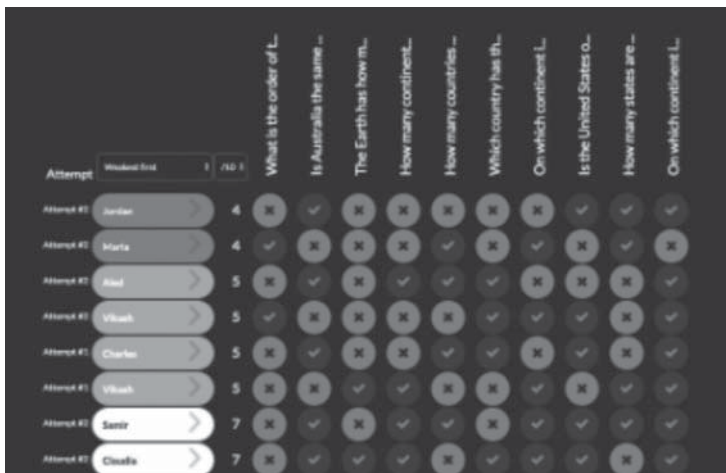 What is the order of t...
Is Australia the same ...
The Earth has how m...
How many continent...
How many countries ...
Which country has th...
On which continent i...
Is the United States o...
How many states are ...
On which continent i...
Attempt Weakest first /10
Jordan 4
Marta 4
Aled 5
Vikash 5
Charles 5
Vikash 5
Samir 7
Claudia 7